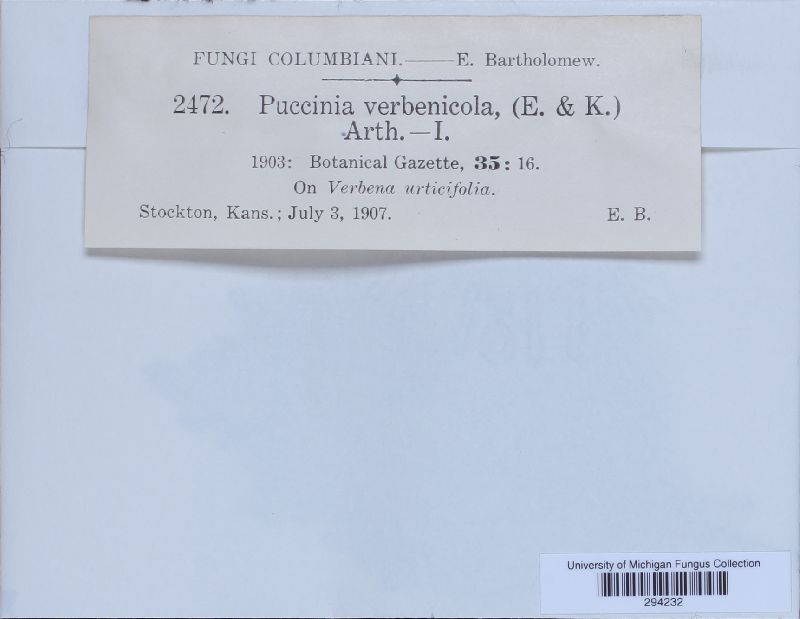 FUNGI COLUMBIANI.——E. Bartholomew.
2472. Puccinia verbenicola, (E. & K.)
Arth.—I.
1903: Botanical Gazette, 35: 16.
On Verbena urticifolia.
Stockton, Kans.; July 3, 1907. E. B.
University of Michigan Fungus Collection
294232